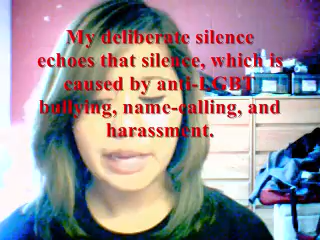 My deliberate silence
echoes that silence, which is
caused by anti-LGBT
bullying, name-calling, and
harassment.